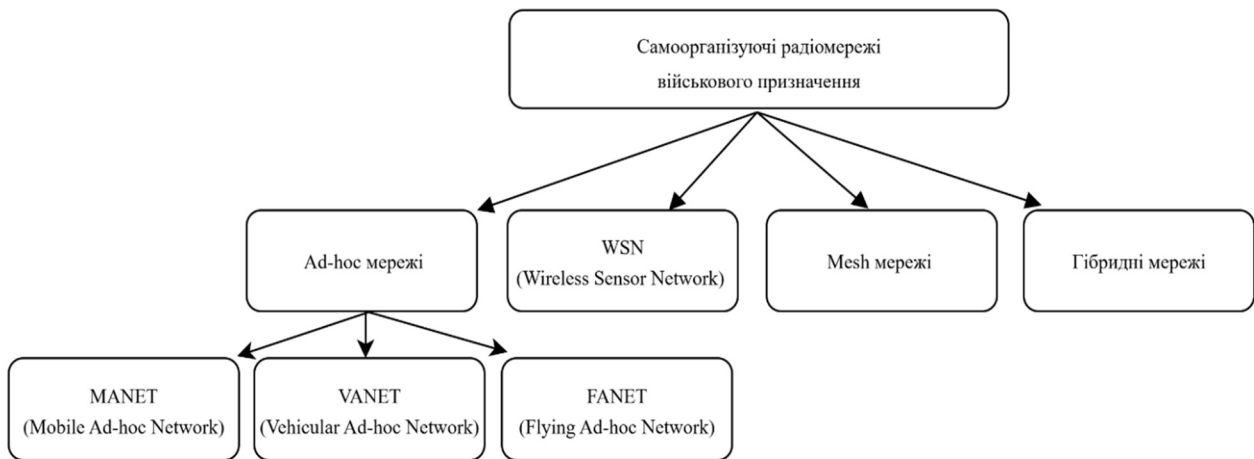 Самоорганізуючі радіомережі
військового призначення
Ad-hoc мережі
WSN
(Wireless Sensor Network)
Mesh мережі
Гібридні мережі
MANET
(Mobile Ad-hoc Network)
VANET
(Vehicular Ad-hoc Network)
FANET
(Flying Ad-hoc Network)